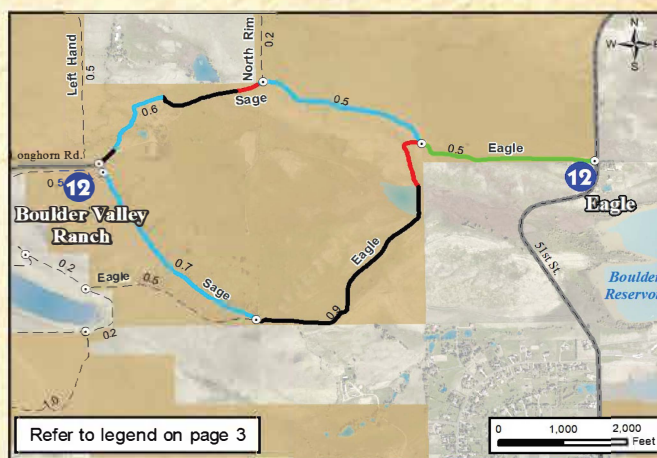 Left Hand
0.5
North Rim
0.2
N
W E
S
0.6
Sage
0.5
0.5
Eagle
onghorn Rd.
0.5
12
Boulder Valley
Ranch
12
Eagle
0.2
Eagle
0.5
0.7
Sage
Eagle
0.9
51st St.
Boulder
Reservoir
0.2
1.0
Refer to legend on page 3
0 1,000 2,000
Feet